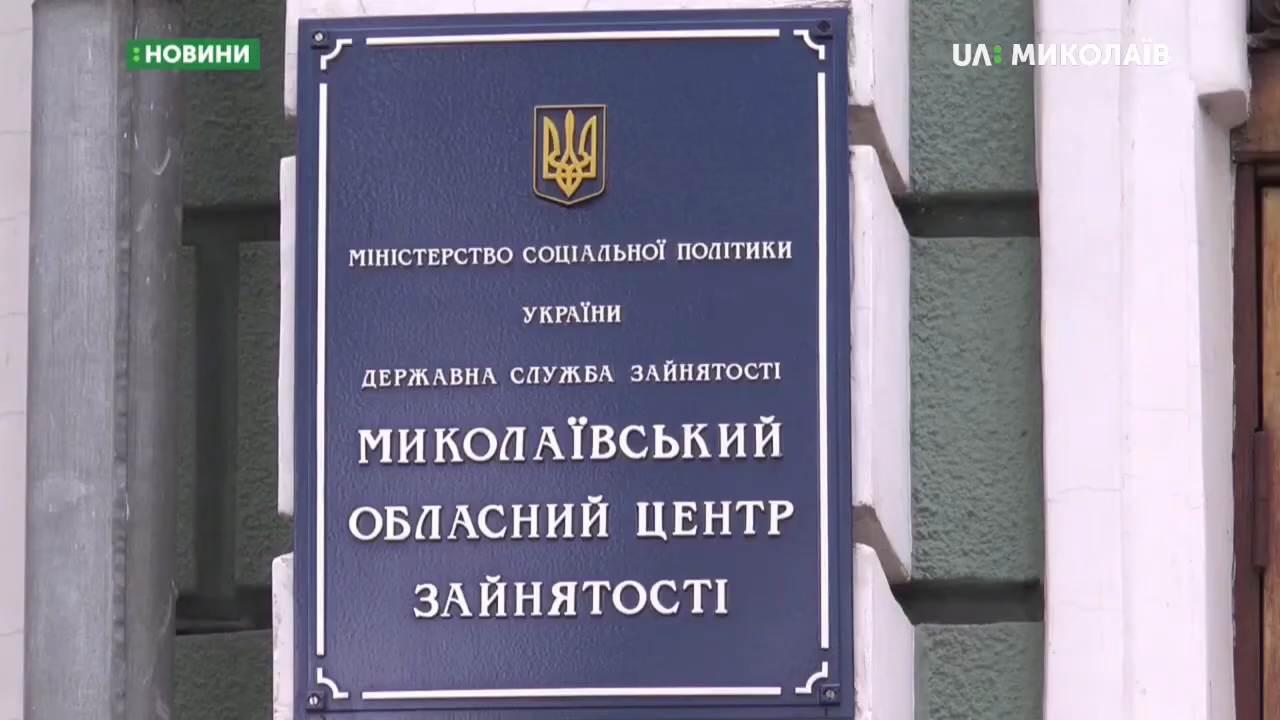 :НОВИНИ
UA: МИКОЛАЇВ
МІНІСТЕРСТВО СОЦІАЛЬНОЇ ПОЛІТИКИ
УКРАЇНИ
ДЕРЖАВНА СЛУЖБА ЗАЙНЯТОСТІ
МИКОЛАЇВСЬКИЙ
ОБЛАСНИЙ ЦЕНТР
ЗАЙНЯТОСТІ